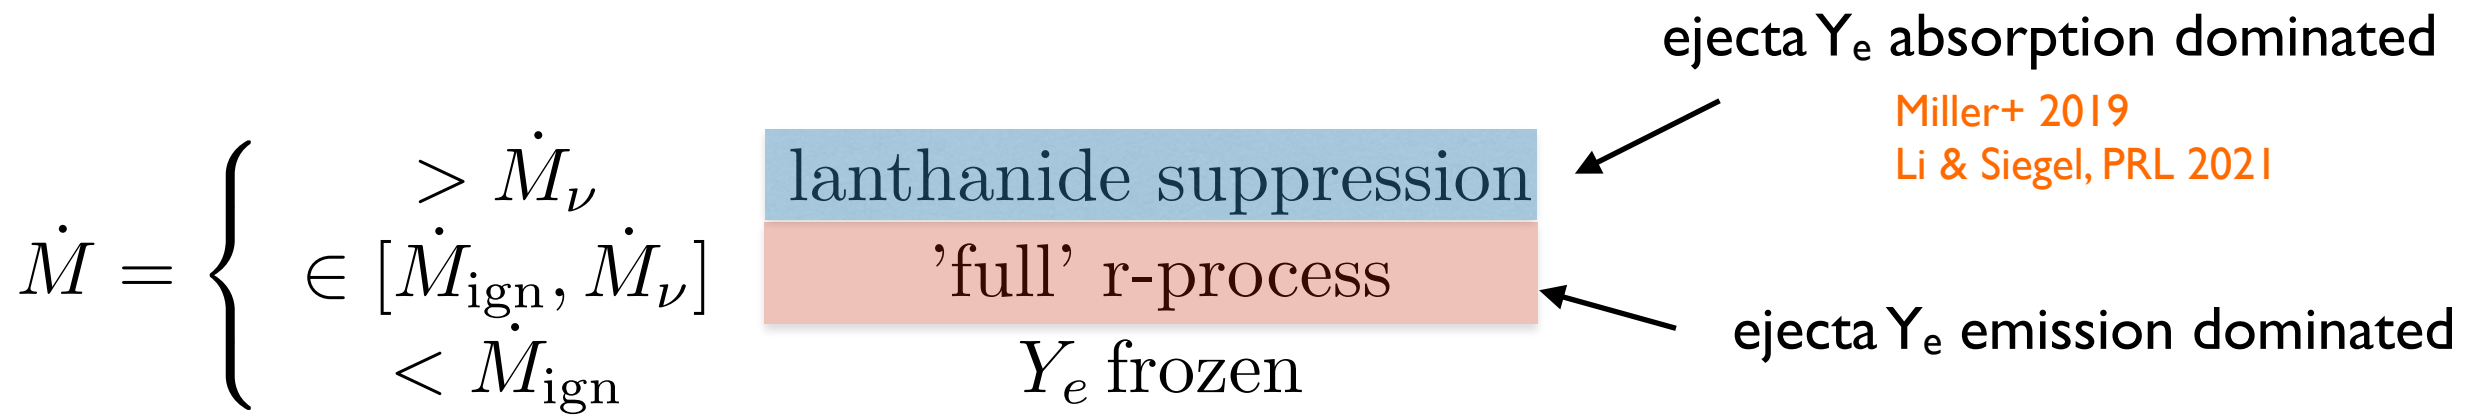 ejecta Yₑ absorption dominated
Miller+ 2019
Li & Siegel, PRL 2021
> Ṁ_ν lanthanide suppression
Ṁ = { ∈ [Ṁ_ign, Ṁ_ν] 'full' r-process
< Ṁ_ign Yₑ frozen
ejecta Yₑ emission dominated